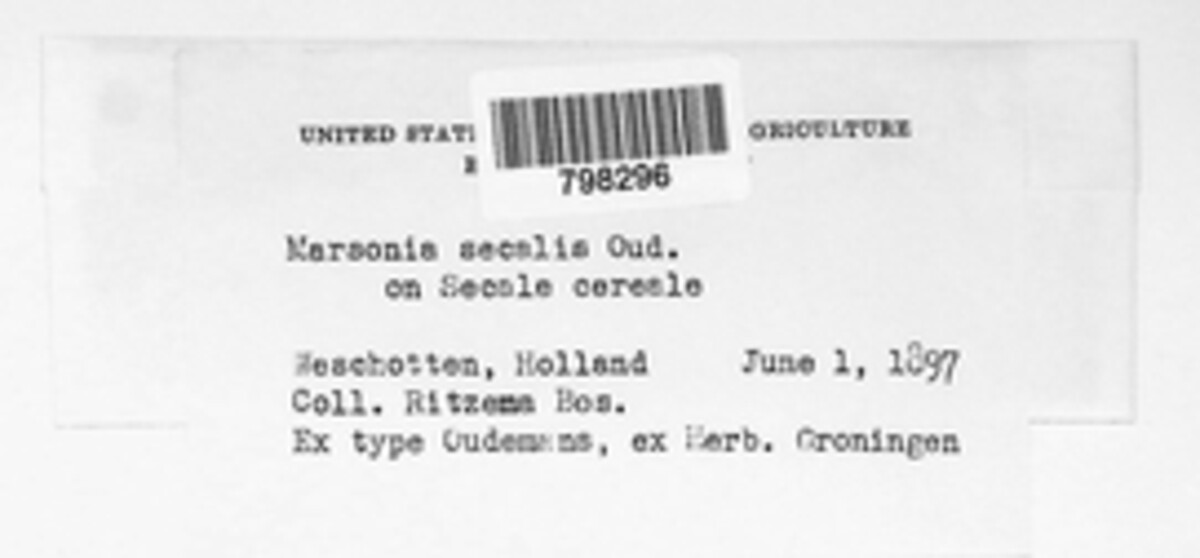 UNITED STAT ORICULTURE
798296
Marsonia secalis Oud.
on Secale cereale
Weschotten, Holland June 1, 1897
Coll. Ritzema Bos.
Ex type Oudemans, ex Herb. Groningen